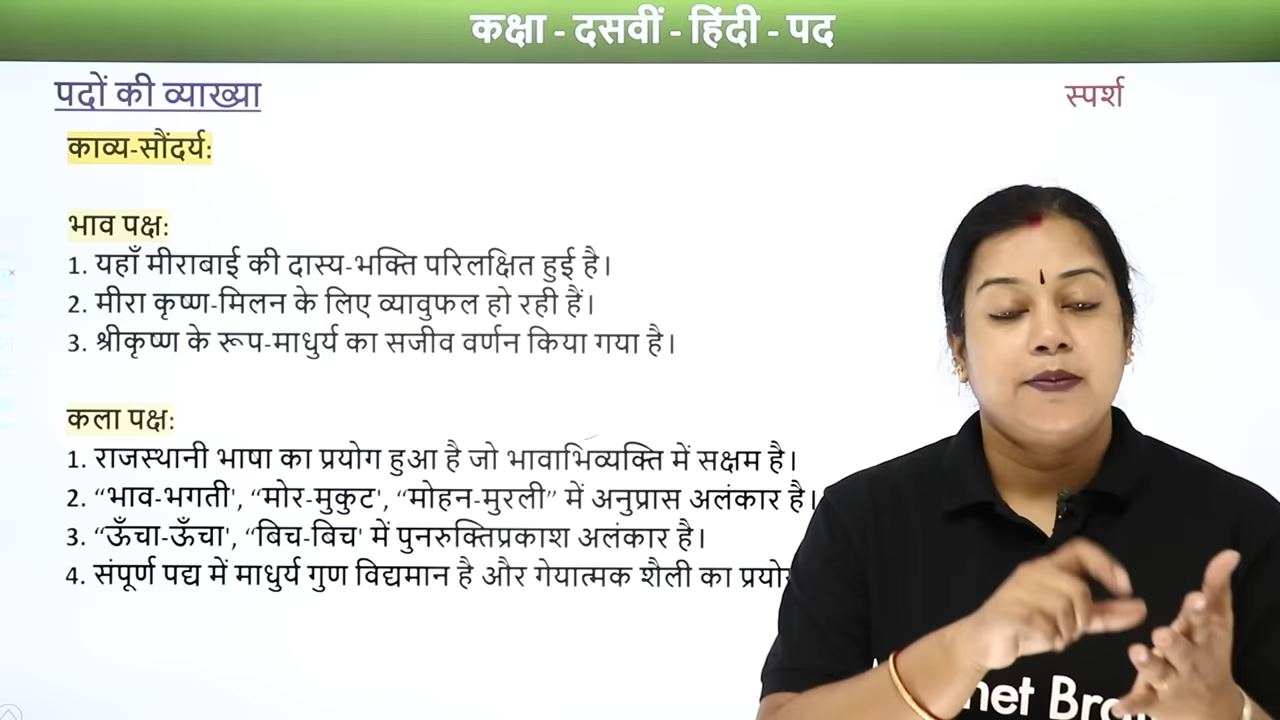 कक्षा - दसवीं - हिंदी - पद
पदों की व्याख्या
स्पर्श
काव्य-सौंदर्य:
भाव पक्ष:
1. यहाँ मीराबाई की दास्य-भक्ति परिलक्षित हुई है।
2. मीरा कृष्ण-मिलन के लिए व्यावुफल हो रही हैं।
3. श्रीकृष्ण के रूप-माधुर्य का सजीव वर्णन किया गया है।
कला पक्ष:
1. राजस्थानी भाषा का प्रयोग हुआ है जो भावाभिव्यक्ति में सक्षम है।
2. “भाव-भगती', “मोर-मुकुट', “मोहन-मुरली” में अनुप्रास अलंकार है।
3. “ऊँचा-ऊँचा', “बिच-बिच' में पुनरुक्तिप्रकाश अलंकार है।
4. संपूर्ण पद्य में माधुर्य गुण विद्यमान है और गेयात्मक शैली का